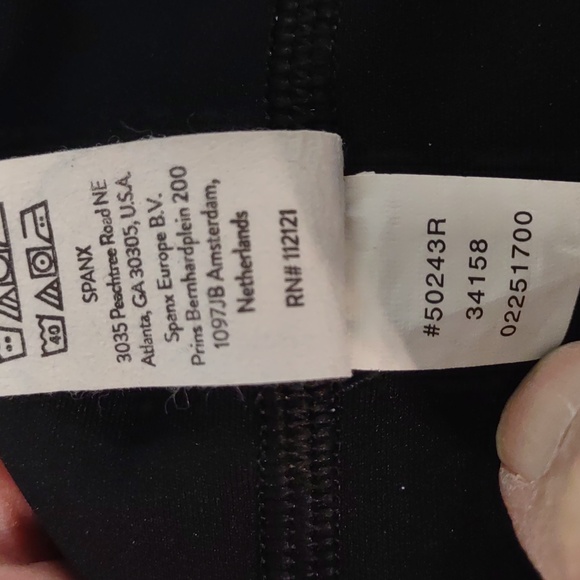 40
SPANX
3035 Peachtree Road NE
Atlanta, GA 30305, U.S.A.
Spanx Europe B.V.
Prins Bernhardplein 200
1097JB Amsterdam,
Netherlands
RN# 112121
#50243R
34158
02251700